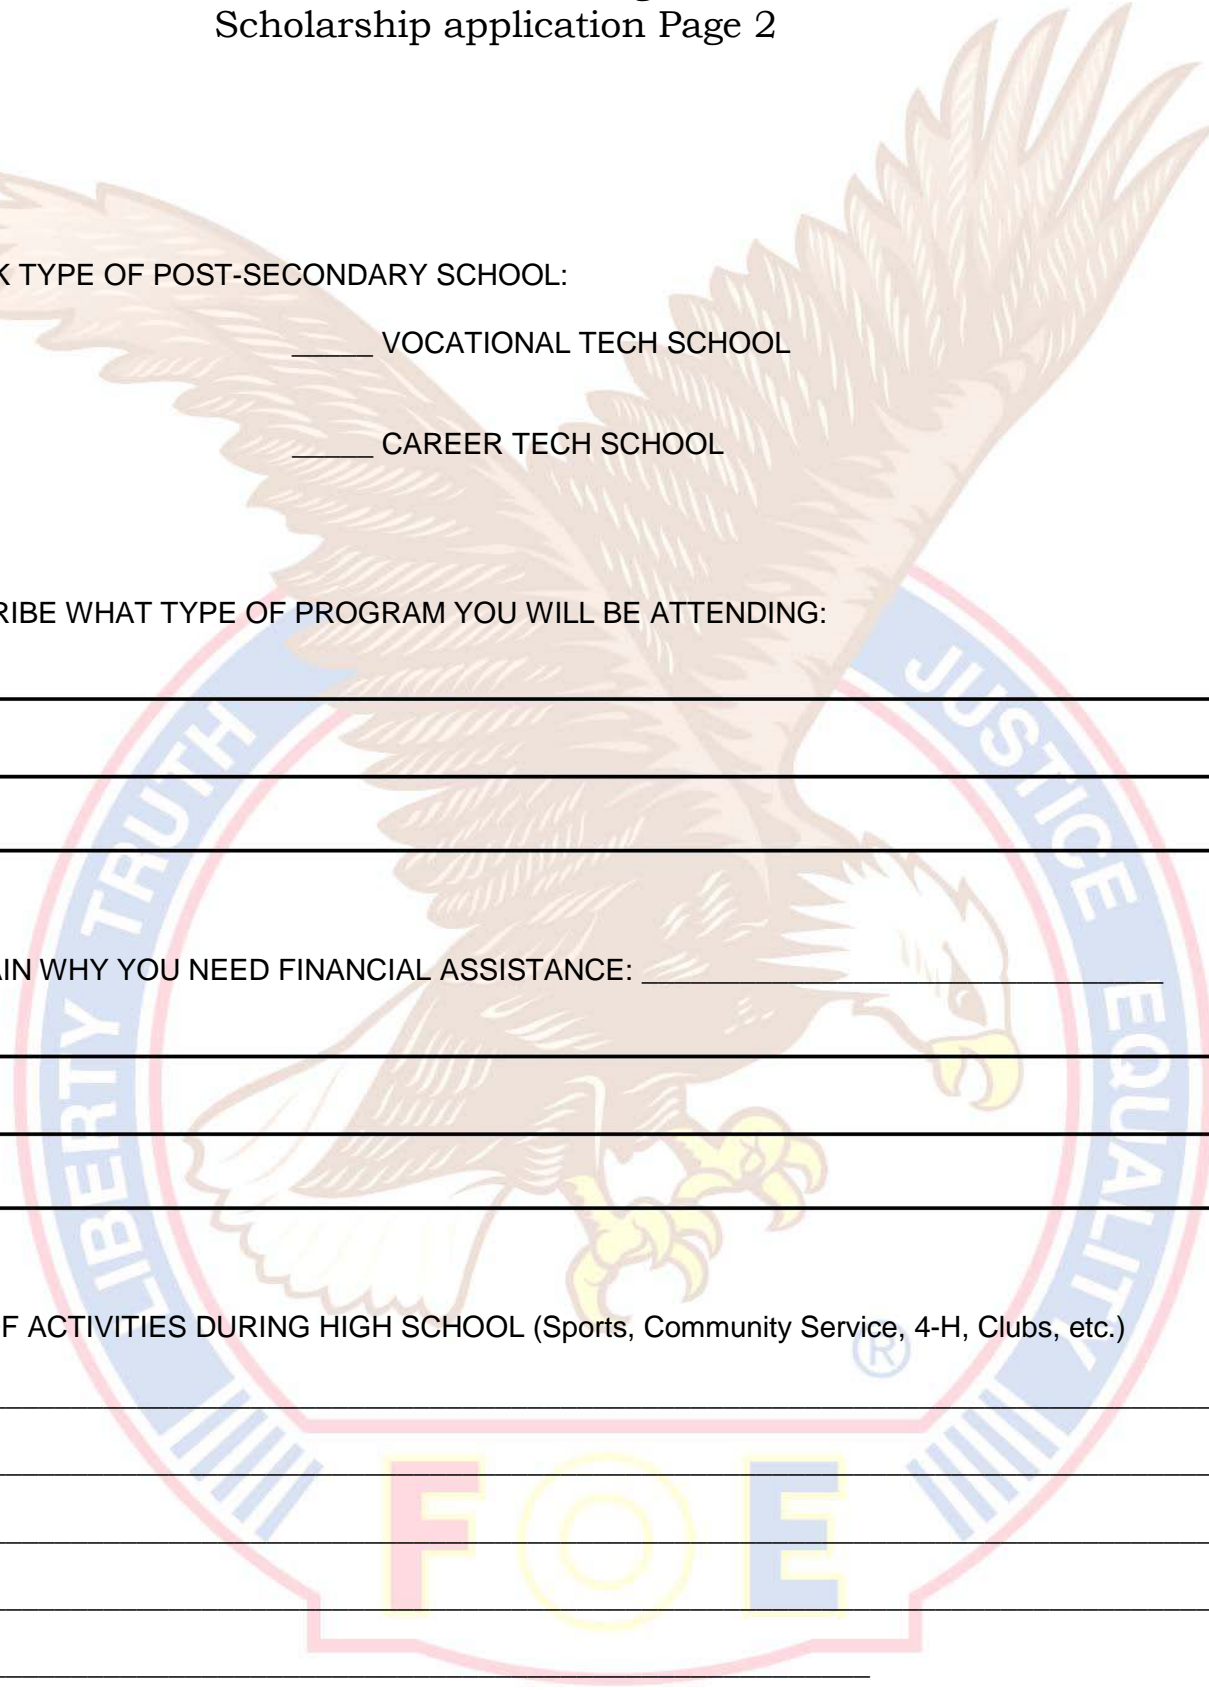 Scholarship application Page 2
K TYPE OF POST-SECONDARY SCHOOL:
_____ VOCATIONAL TECH SCHOOL
_____ CAREER TECH SCHOOL
RIBE WHAT TYPE OF PROGRAM YOU WILL BE ATTENDING:
AIN WHY YOU NEED FINANCIAL ASSISTANCE: ________________________________
F ACTIVITIES DURING HIGH SCHOOL (Sports, Community Service, 4-H, Clubs, etc.)
LIBERTY TRUTH JUSTICE EQUALITY
®
FOE